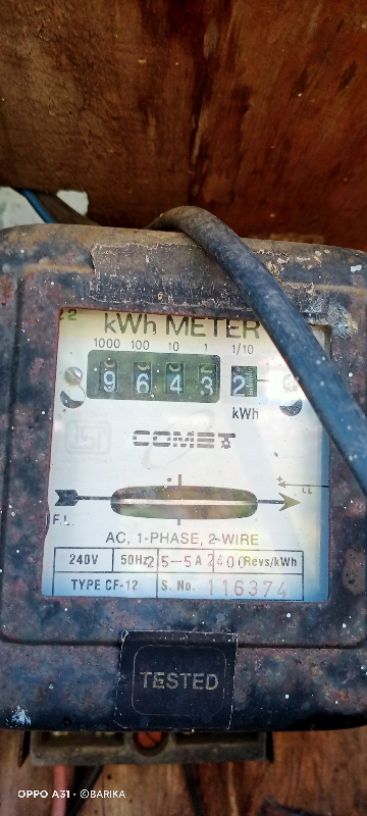 kWh METER
1000 100 10 1 1/10
9 6 4 3 2
kWh
COMET
LL
F.L.
AC, 1-PHASE, 2-WIRE
240V 50Hz 2.5-5A 2400 Revs/kWh
TYPE CF-12 S. No. 116374
TESTED
OPPO A31 · ©BARIKA